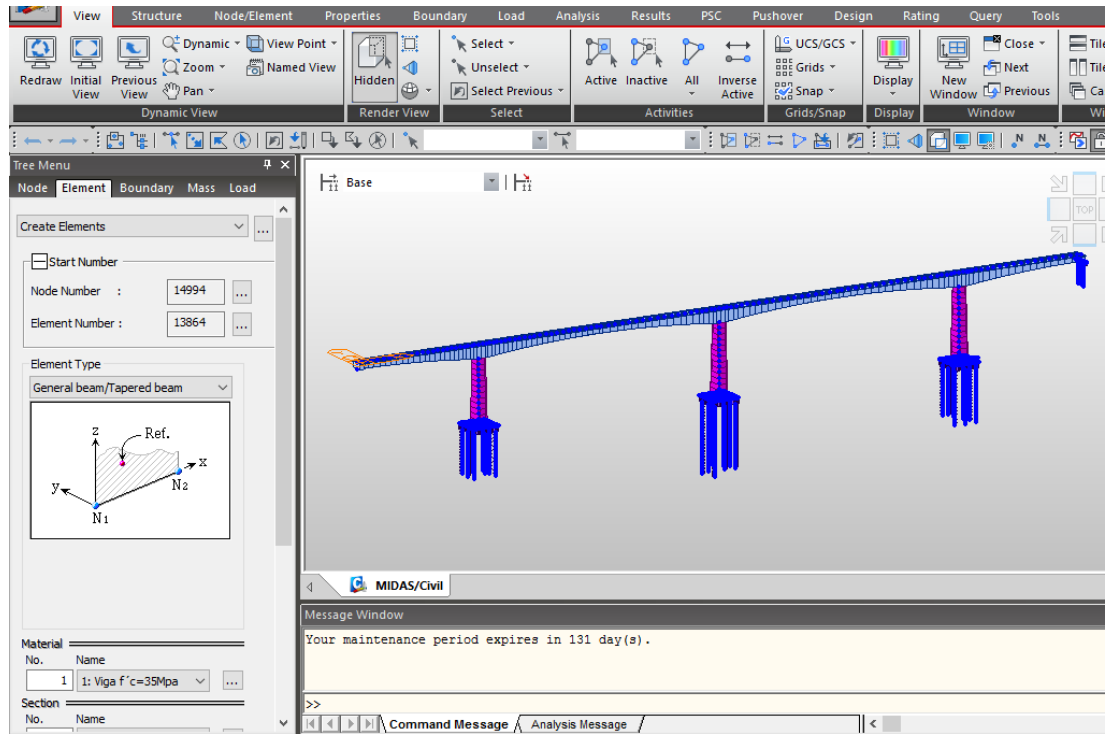 View Structure Node/Element Properties Boundary Load Analysis Results PSC Pushover Design Rating Query Tools
Redraw
Initial View
Previous View
Dynamic
Zoom
Pan
View Point
Named View
Dynamic View
Hidden
Render View
Select
Unselect
Select Previous
Select
Active
Inactive
All
Inverse Active
Activities
UCS/GCS
Grids
Snap
Grids/Snap
Display
Display
New Window
Close
Next
Previous
Window
Tile
Tile
Ca
Wi
N N
Tree Menu
Node Element Boundary Mass Load
Create Elements
...
Start Number
Node Number : 14994 ...
Element Number : 13864 ...
Element Type
General beam/Tapered beam
z Ref.
x
y N2
N1
Material
No. Name
1 1: Viga f´c=35Mpa ...
Section
No. Name
Base
TOP
MIDAS/Civil
Message Window
Your maintenance period expires in 131 day(s).
>>
Command Message / Analysis Message /